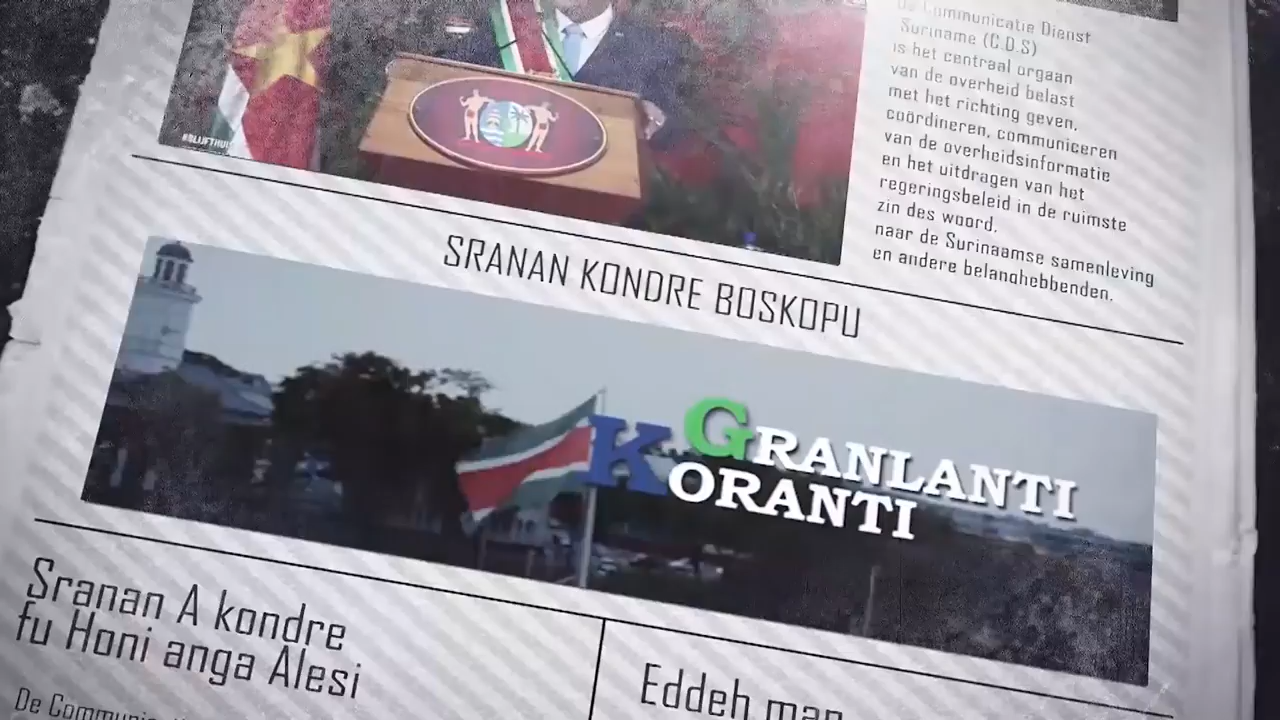 De Communicatie Dienst
Suriname (C.D.S)
is het centraal orgaan
van de overheid belast
met het richting geven,
coördineren, communiceren
van de overheidsinformatie
en het uitdragen van het
regeringsbeleid in de ruimste
zin des woord.
naar de Surinaamse samenleving
en andere belanghebbenden.
SRANAN KONDRE BOSKOPU
GRANLANTI
KORANTI
Sranan A kondre
fu Honi anga Alesi
De
Eddeh man